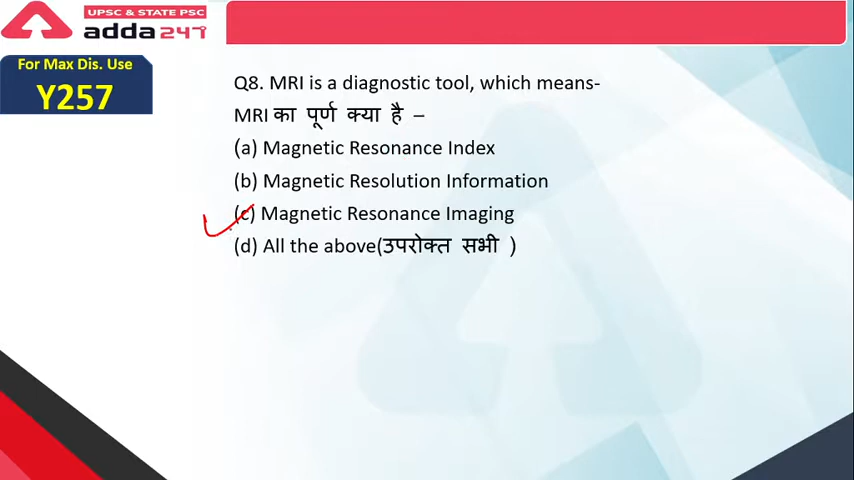 UPSC & STATE PSC
adda247
For Max Dis. Use
Y257
Q8. MRI is a diagnostic tool, which means-
MRI का पूर्ण क्या है –
(a) Magnetic Resonance Index
(b) Magnetic Resolution Information
(c) Magnetic Resonance Imaging
(d) All the above(उपरोक्त सभी )